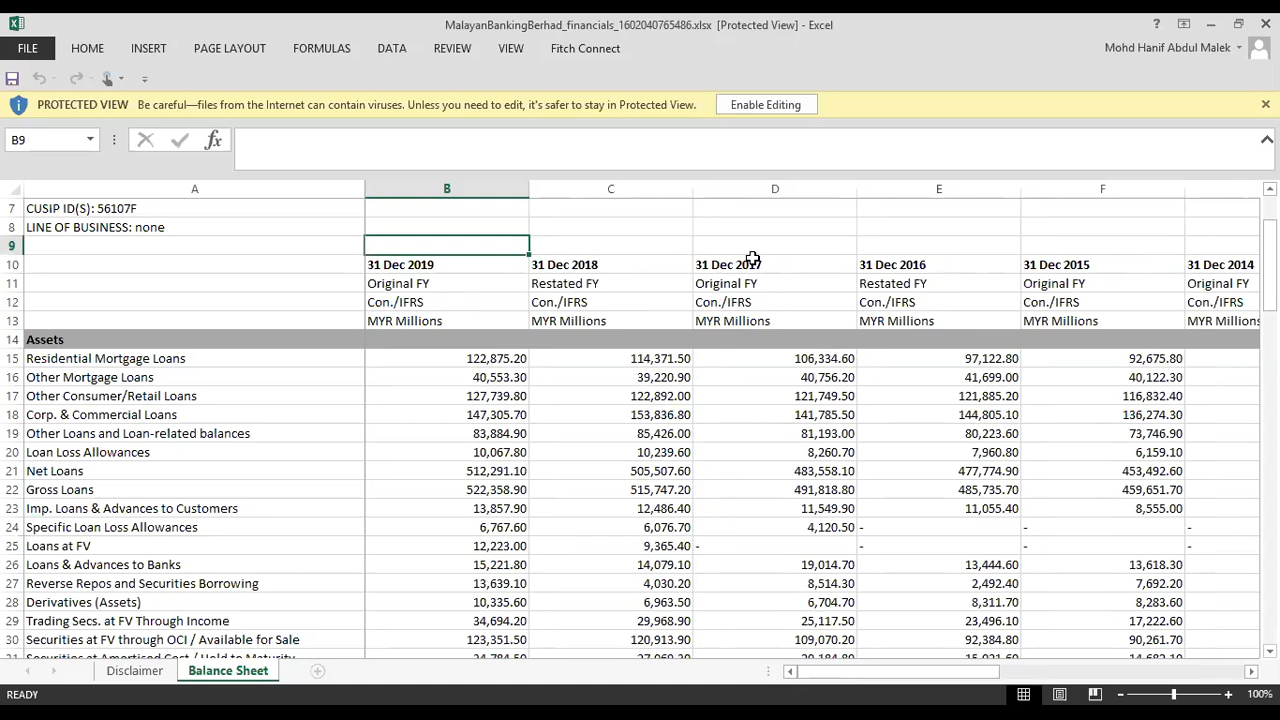 MalayanBankingBerhad_financials_1602040765486.xlsx [Protected View] - Excel
FILE HOME INSERT PAGE LAYOUT FORMULAS DATA REVIEW VIEW Fitch Connect Mohd Hanif Abdul Malek
PROTECTED VIEW Be careful—files from the Internet can contain viruses. Unless you need to edit, it's safer to stay in Protected View. Enable Editing
B9 fx
A B C D E F
7 CUSIP ID(S): 56107F
8 LINE OF BUSINESS: none
9
10 31 Dec 2019 31 Dec 2018 31 Dec 2017 31 Dec 2016 31 Dec 2015 31 Dec 2014
11 Original FY Restated FY Original FY Restated FY Original FY Original FY
12 Con./IFRS Con./IFRS Con./IFRS Con./IFRS Con./IFRS Con./IFRS
13 MYR Millions MYR Millions MYR Millions MYR Millions MYR Millions MYR Millions
14 Assets
15 Residential Mortgage Loans 122,875.20 114,371.50 106,334.60 97,122.80 92,675.80
16 Other Mortgage Loans 40,553.30 39,220.90 40,756.20 41,699.00 40,122.30
17 Other Consumer/Retail Loans 127,739.80 122,892.00 121,749.50 121,885.20 116,832.40
18 Corp. & Commercial Loans 147,305.70 153,836.80 141,785.50 144,805.10 136,274.30
19 Other Loans and Loan-related balances 83,884.90 85,426.00 81,193.00 80,223.60 73,746.90
20 Loan Loss Allowances 10,067.80 10,239.60 8,260.70 7,960.80 6,159.10
21 Net Loans 512,291.10 505,507.60 483,558.10 477,774.90 453,492.60
22 Gross Loans 522,358.90 515,747.20 491,818.80 485,735.70 459,651.70
23 Imp. Loans & Advances to Customers 13,857.90 12,486.40 11,549.90 11,055.40 8,555.00
24 Specific Loan Loss Allowances 6,767.60 6,076.70 4,120.50 - - -
25 Loans at FV 12,223.00 9,365.40 - - - -
26 Loans & Advances to Banks 15,221.80 14,079.10 19,014.70 13,444.60 13,618.30
27 Reverse Repos and Securities Borrowing 13,639.10 4,030.20 8,514.30 2,492.40 7,692.20
28 Derivatives (Assets) 10,335.60 6,963.50 6,704.70 8,311.70 8,283.60
29 Trading Secs. at FV Through Income 34,694.20 29,968.90 25,117.50 23,496.10 17,222.60
30 Securities at FV through OCI / Available for Sale 123,351.50 120,913.90 109,070.20 92,384.80 90,261.70
Disclaimer Balance Sheet
READY 100%